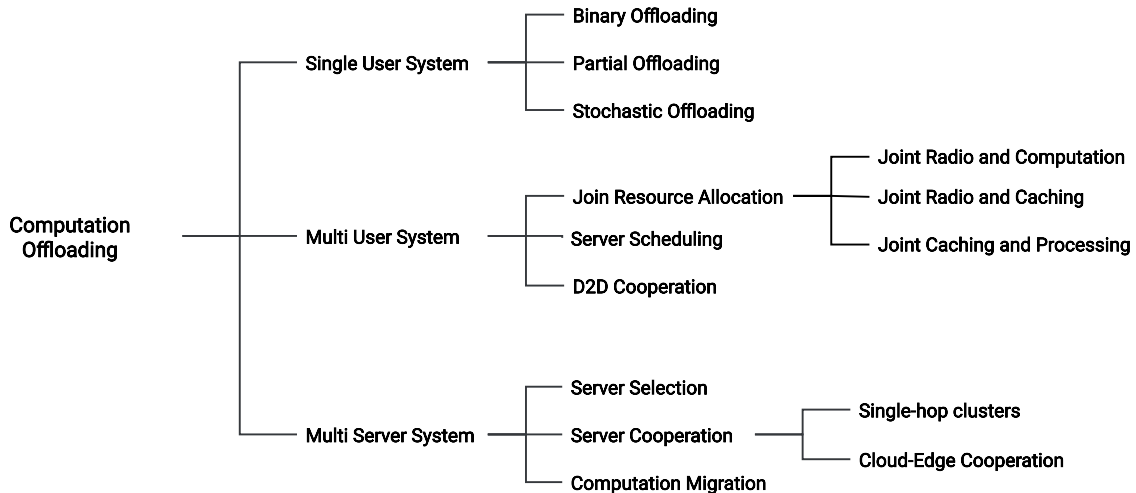 Computation
Offloading
Single User System
Binary Offloading
Partial Offloading
Stochastic Offloading
Multi User System
Join Resource Allocation
Joint Radio and Computation
Joint Radio and Caching
Joint Caching and Processing
Server Scheduling
D2D Cooperation
Multi Server System
Server Selection
Server Cooperation
Single-hop clusters
Cloud-Edge Cooperation
Computation Migration